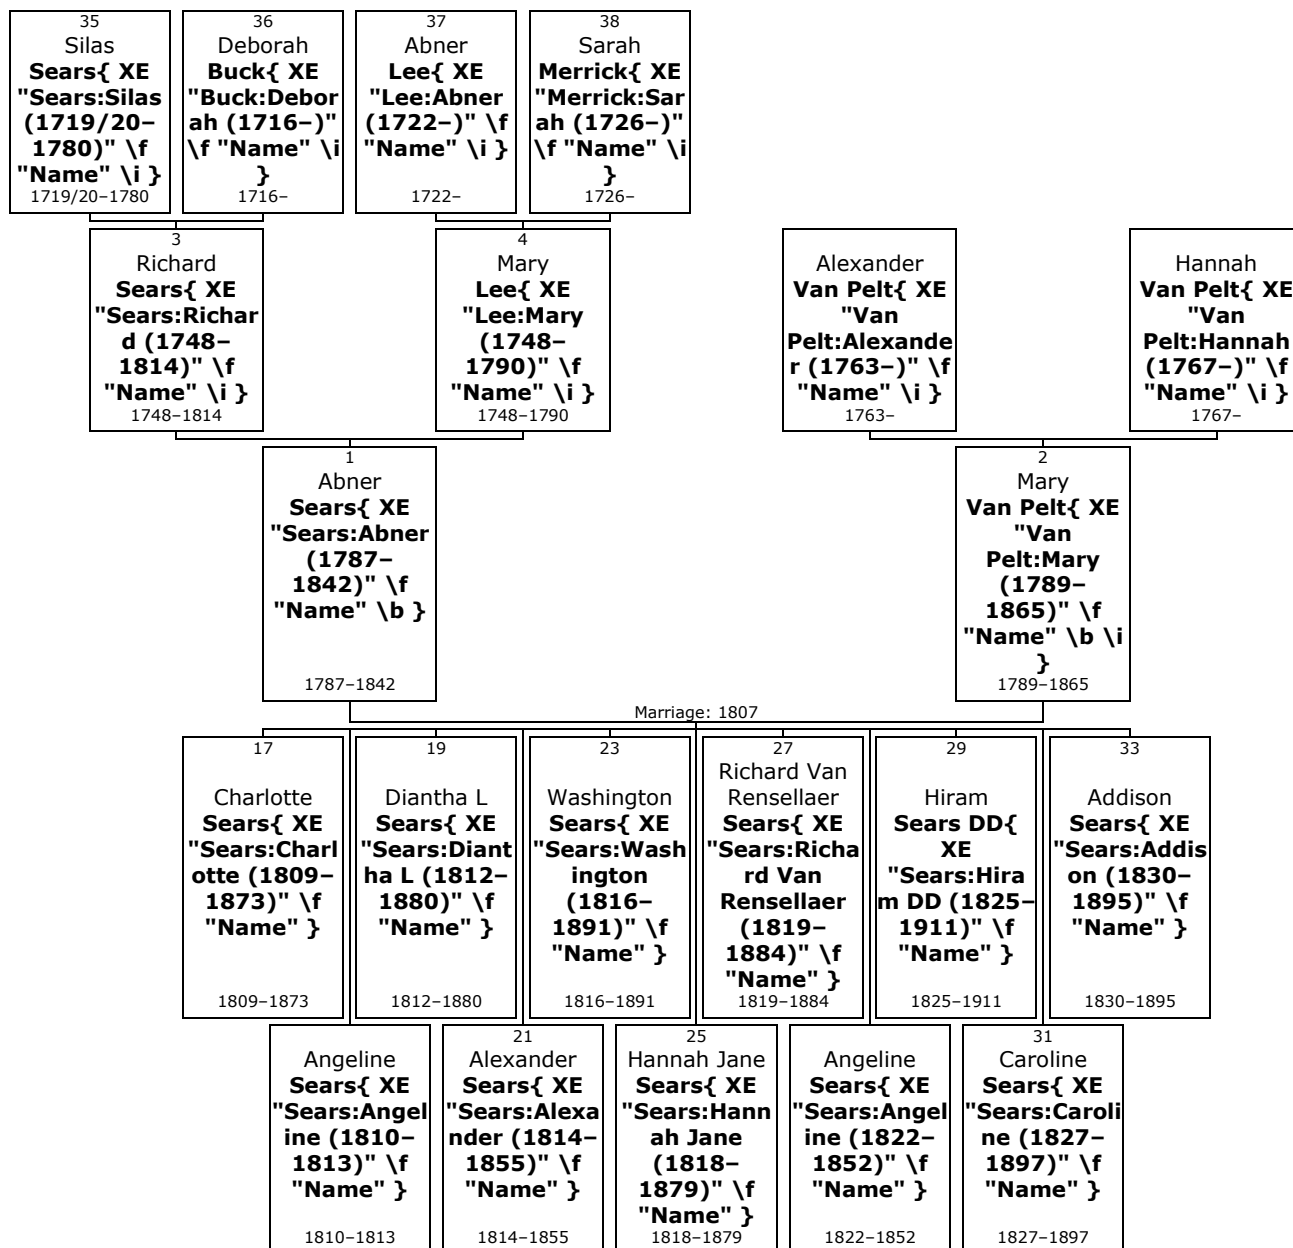 35
Silas
Sears{ XE
"Sears:Silas
(1719/20–
1780)" \f
"Name" \i }
1719/20–1780
36
Deborah
Buck{ XE
"Buck:Debor
ah (1716–)"
\f "Name" \i
}
1716–
37
Abner
Lee{ XE
"Lee:Abner
(1722–)" \f
"Name" \i }
1722–
38
Sarah
Merrick{ XE
"Merrick:Sar
ah (1726–)"
\f "Name" \i
}
1726–
3
Richard
Sears{ XE
"Sears:Richar
d (1748–
1814)" \f
"Name" \i }
1748–1814
4
Mary
Lee{ XE
"Lee:Mary
(1748–
1790)" \f
"Name" \i }
1748–1790
Alexander
Van Pelt{ XE
"Van
Pelt:Alexande
r (1763–)" \f
"Name" \i }
1763–
Hannah
Van Pelt{ XE
"Van
Pelt:Hannah
(1767–)" \f
"Name" \i }
1767–
1
Abner
Sears{ XE
"Sears:Abner
(1787–
1842)" \f
"Name" \b }
1787–1842
2
Mary
Van Pelt{ XE
"Van
Pelt:Mary
(1789–
1865)" \f
"Name" \b \i
}
1789–1865
Marriage: 1807
17
Charlotte
Sears{ XE
"Sears:Charl
otte (1809–
1873)" \f
"Name" }
1809–1873
19
Diantha L
Sears{ XE
"Sears:Diant
ha L (1812–
1880)" \f
"Name" }
1812–1880
23
Washington
Sears{ XE
"Sears:Wash
ington
(1816–
1891)" \f
"Name" }
1816–1891
27
Richard Van
Rensellaer
Sears{ XE
"Sears:Richa
rd Van
Rensellaer
(1819–
1884)" \f
"Name" }
1819–1884
29
Hiram
Sears DD{
XE
"Sears:Hira
m DD (1825–
1911)" \f
"Name" }
1825–1911
33
Addison
Sears{ XE
"Sears:Addis
on (1830–
1895)" \f
"Name" }
1830–1895
Angeline
Sears{ XE
"Sears:Angel
ine (1810–
1813)" \f
"Name" }
1810–1813
21
Alexander
Sears{ XE
"Sears:Alexa
nder (1814–
1855)" \f
"Name" }
1814–1855
25
Hannah Jane
Sears{ XE
"Sears:Hann
ah Jane
(1818–
1879)" \f
"Name" }
1818–1879
Angeline
Sears{ XE
"Sears:Angel
ine (1822–
1852)" \f
"Name" }
1822–1852
31
Caroline
Sears{ XE
"Sears:Caroli
ne (1827–
1897)" \f
"Name" }
1827–1897